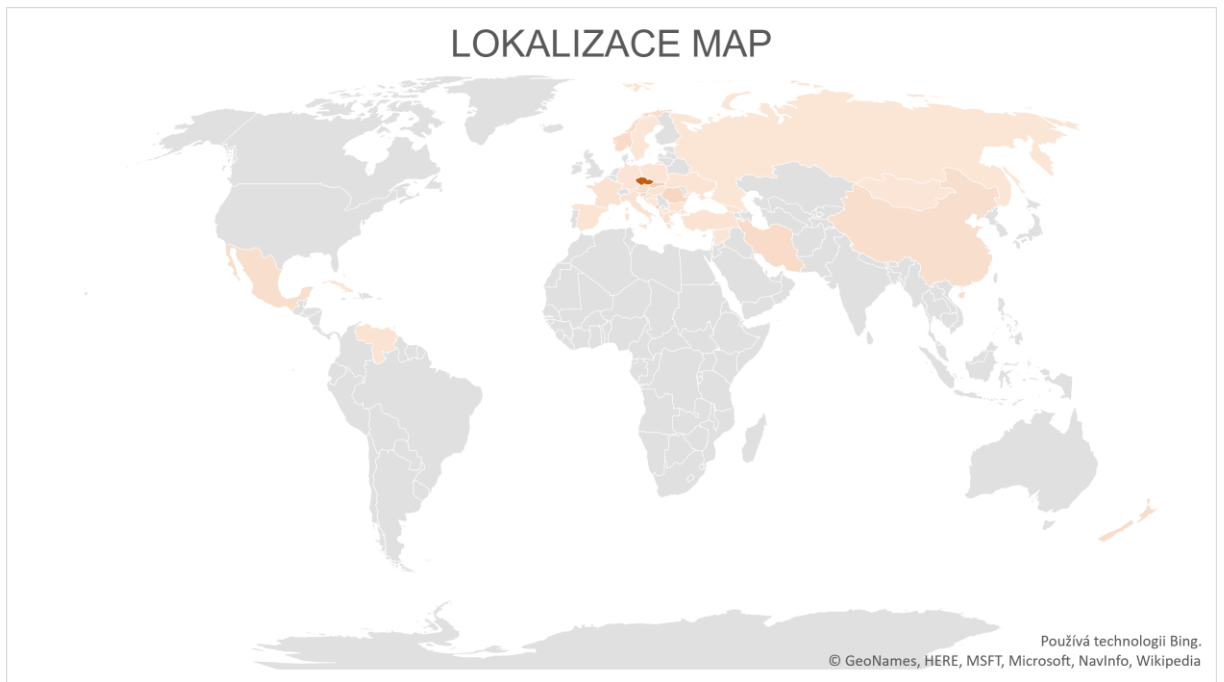 LOKALIZACE MAP
Používá technologii Bing.
© GeoNames, HERE, MSFT, Microsoft, NavInfo, Wikipedia